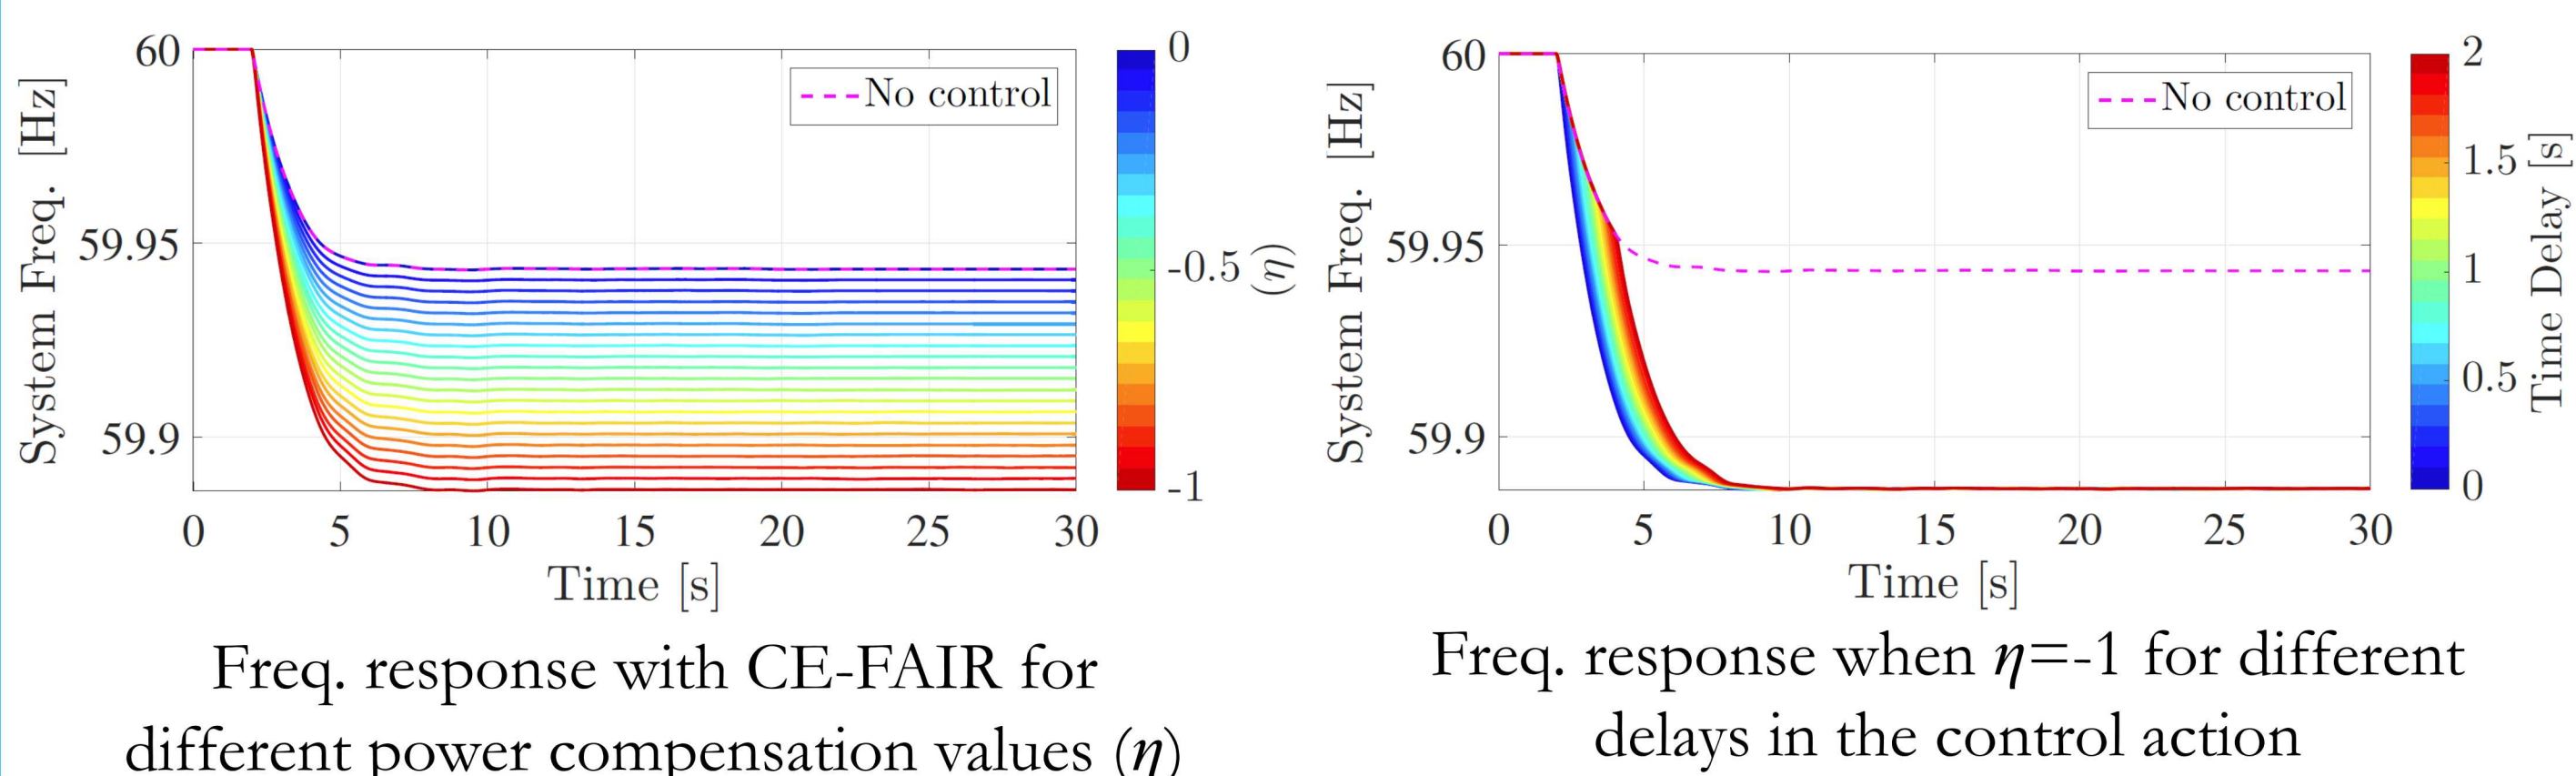 60
59.95
59.9
System Freq. [Hz]
No control
0
5
10
15
20
25
30
Time [s]
0
-0.5
-1
(η)
Freq. response with CE-FAIR for
different power compensation values (η)
60
59.95
59.9
System Freq. [Hz]
No control
0
5
10
15
20
25
30
Time [s]
2
1.5
1
0.5
0
Time Delay [s]
Freq. response when η=-1 for different
delays in the control action